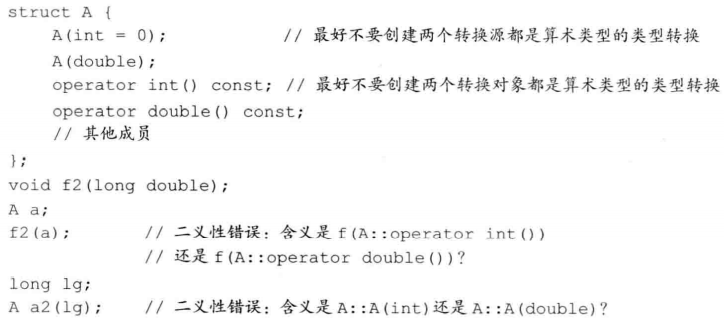 struct A {
    A(int = 0);            // 最好不要创建两个转换源都是算术类型的类型转换
    A(double);
    operator int() const; // 最好不要创建两个转换对象都是算术类型的类型转换
    operator double() const;
    // 其他成员
};
void f2(long double);
A a;
f2(a);        // 二义性错误：含义是 f(A::operator int())
              // 还是 f(A::operator double())?
long lg;
A a2(lg);     // 二义性错误：含义是 A::A(int)还是 A::A(double)?